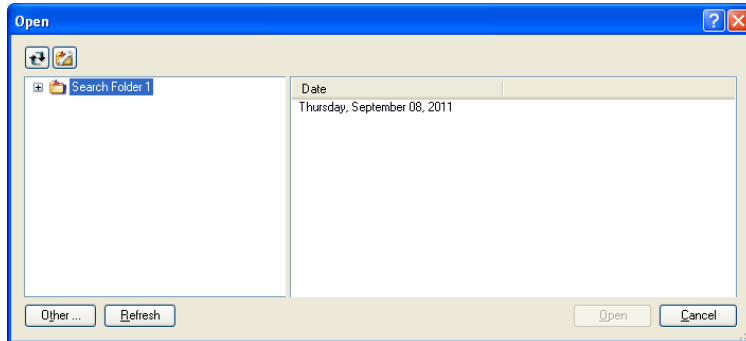 Open
Search Folder 1
Date
Thursday, September 08, 2011
Other ...
Refresh
Open
Cancel